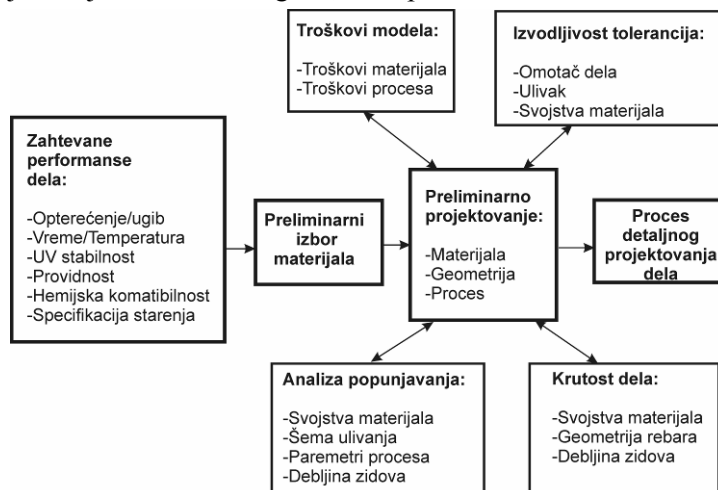 Troškovi modela:
-Troškovi materijala
-Troškovi procesa
Izvodljivost tolerancija:
-Omotač dela
-Ulivak
-Svojstva materijala
Zahtevane
performanse
dela:
-Opterećenje/ugib
-Vreme/Temperatura
-UV stabilnost
-Providnost
-Hemijska komatibilnost
-Specifikacija starenja
Preliminarni
izbor
materijala
Preliminarno
projektovanje:
-Materijala
-Geometrija
-Proces
Proces
detaljnog
projektovanja
dela
Analiza popunjavanja:
-Svojstva materijala
-Šema ulivanja
-Paremetri procesa
-Debljina zidova
Krutost dela:
-Svojstva materijala
-Geometrija rebara
-Debljina zidova